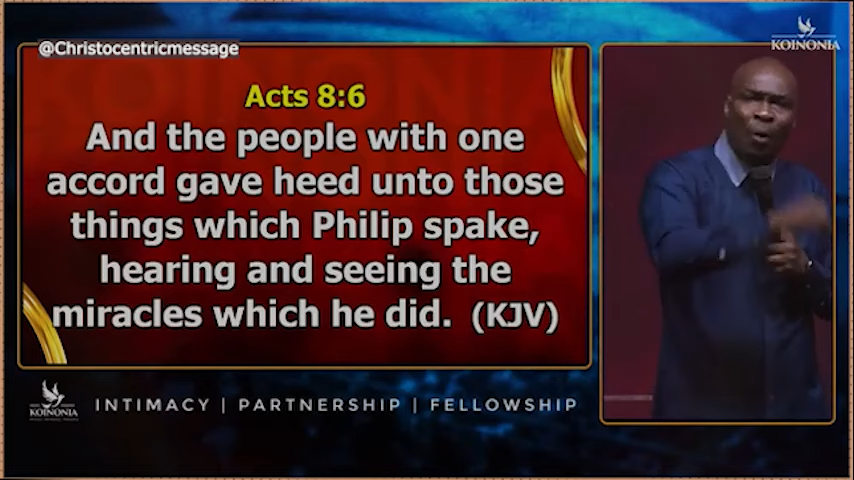 @Christocentricmessage
KOINONIA
Acts 8:6
And the people with one
accord gave heed unto those
things which Philip spake,
hearing and seeing the
miracles which he did. (KJV)
KOINONIA
INTIMACY | PARTNERSHIP | FELLOWSHIP